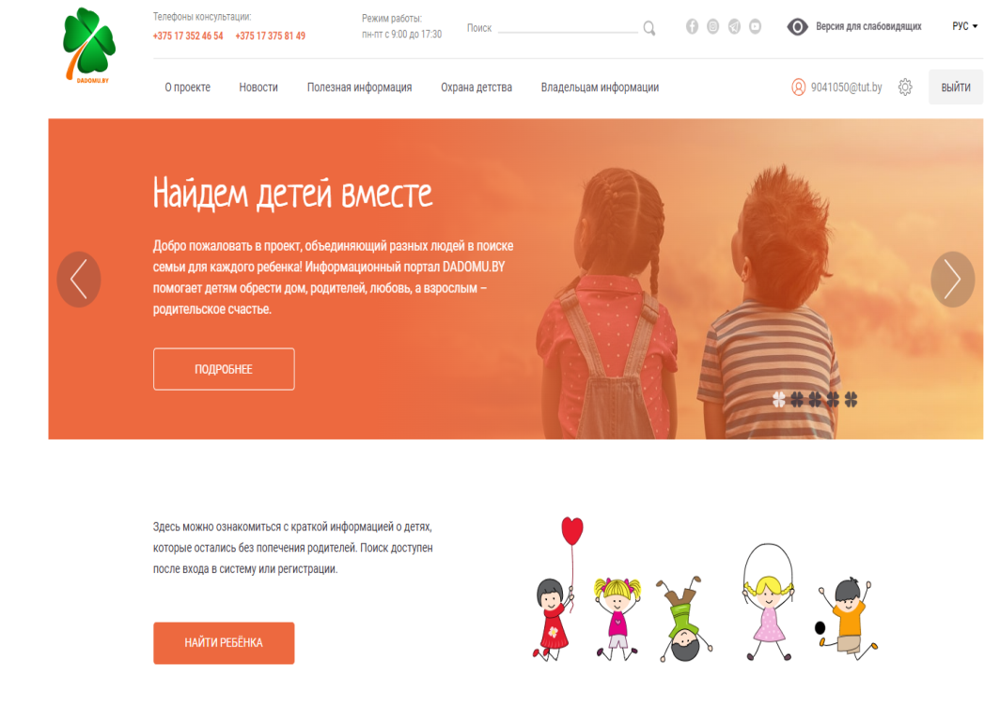 DADOMU.BY
Телефоны консультации:
+375 17 352 46 54 +375 17 375 81 49
Режим работы:
пн-пт с 9:00 до 17:30
Поиск
Версия для слабовидящих
РУС
О проекте Новости Полезная информация Охрана детства Владельцам информации
9041050@tut.by
ВЫЙТИ
Найдем детей вместе
Добро пожаловать в проект, объединяющий разных людей в поиске
семьи для каждого ребенка! Информационный портал DADOMU.BY
помогает детям обрести дом, родителей, любовь, а взрослым –
родительское счастье.
ПОДРОБНЕЕ
Здесь можно ознакомиться с краткой информацией о детях,
которые остались без попечения родителей. Поиск доступен
после входа в систему или регистрации.
НАЙТИ РЕБЁНКА